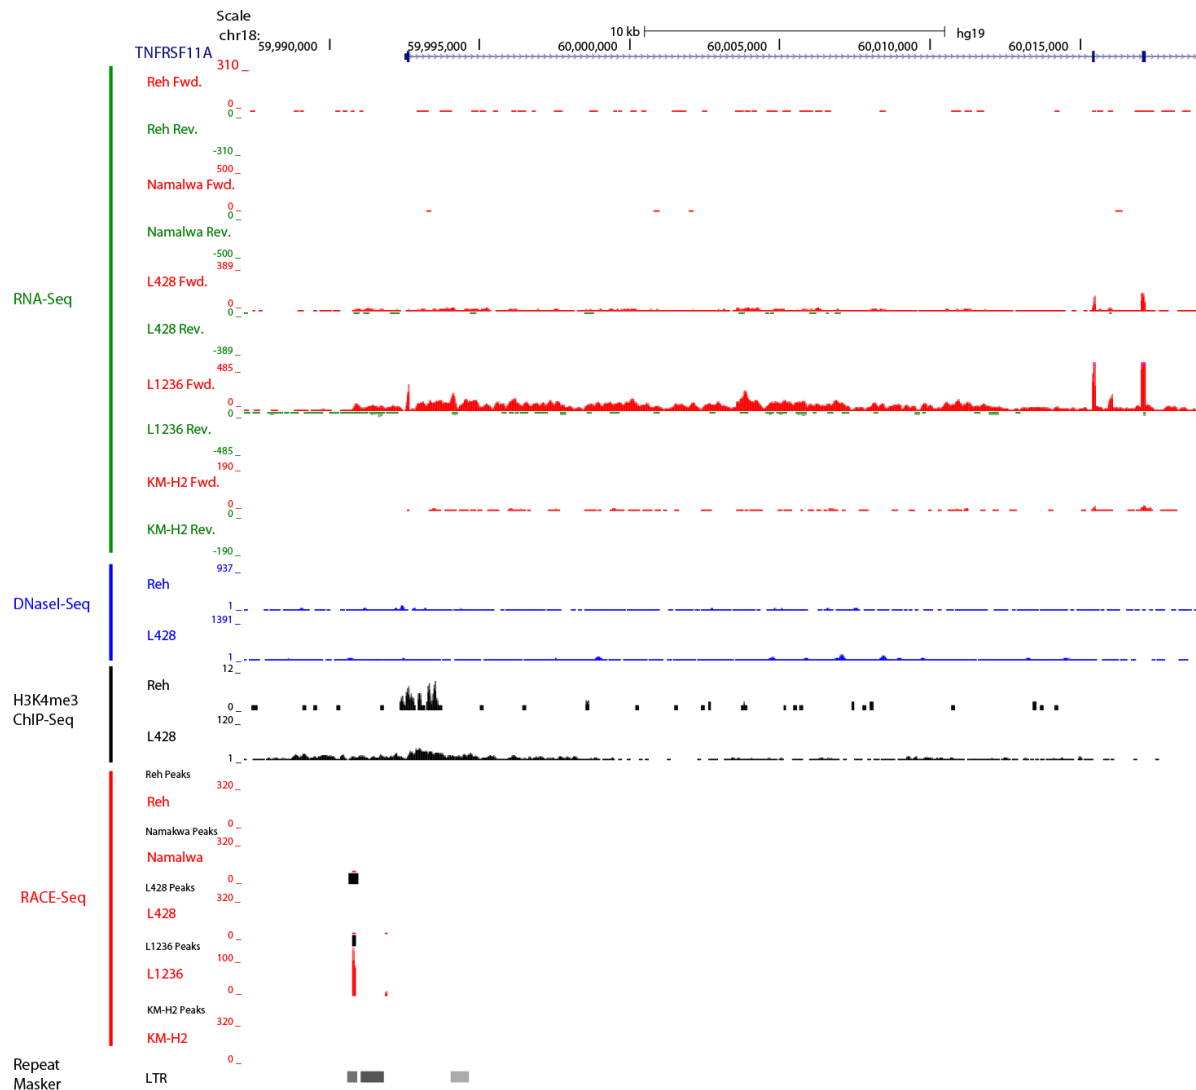 Scale
chr18:
10 kb
hg19
59,990,000
59,995,000
60,000,000
60,005,000
60,010,000
60,015,000
TNFRSF11A
310
Reh Fwd.
0
0
Reh Rev.
-310
500
Namalwa Fwd.
0
0
Namalwa Rev.
-500
389
L428 Fwd.
0
0
RNA-Seq
L428 Rev.
-389
485
L1236 Fwd.
0
0
L1236 Rev.
-485
190
KM-H2 Fwd.
0
0
KM-H2 Rev.
-190
937
Reh
DNaseI-Seq
1
1391
L428
1
12
Reh
H3K4me3
ChIP-Seq
0
120
L428
1
Reh Peaks
320
Reh
0
Namakwa Peaks
320
Namalwa
0
L428 Peaks
RACE-Seq
320
L428
0
L1236 Peaks
100
L1236
0
KM-H2 Peaks
320
KM-H2
0
Repeat
Masker
LTR